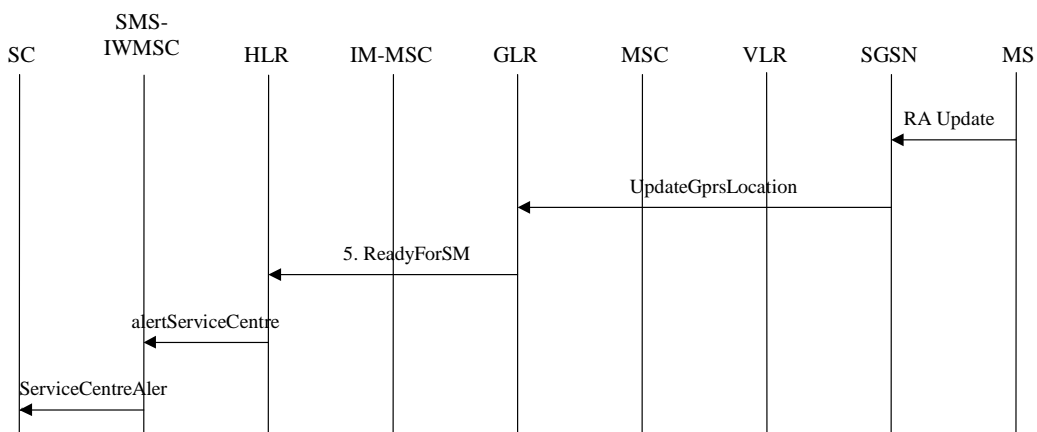 SMS-
SC IWMSC HLR IM-MSC GLR MSC VLR SGSN MS
RA Update
UpdateGprsLocation
5. ReadyForSM
alertServiceCentre
ServiceCentreAler